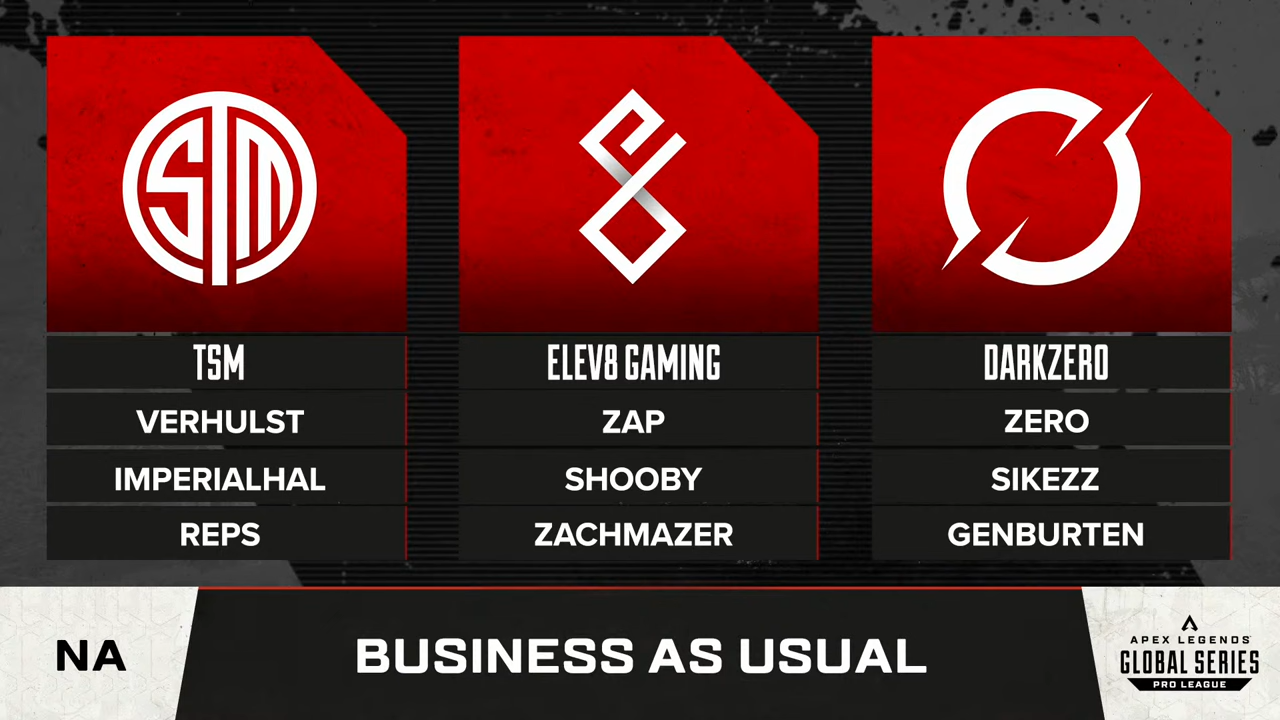 TSM
TSM
VERHULST
IMPERIALHAL
REPS
ELEV8 GAMING
ZAP
SHOOBY
ZACHMAZER
DARKZERO
ZERO
SIKEZZ
GENBURTEN
NA
BUSINESS AS USUAL
APEX LEGENDS
GLOBAL SERIES
PRO LEAGUE